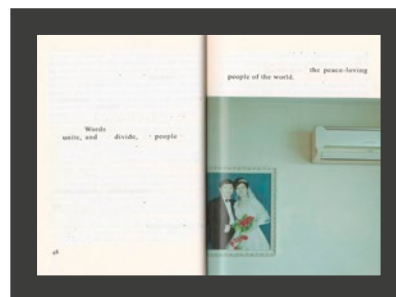 Words
unite, and divide, people
48
the peace-loving
people of the world.